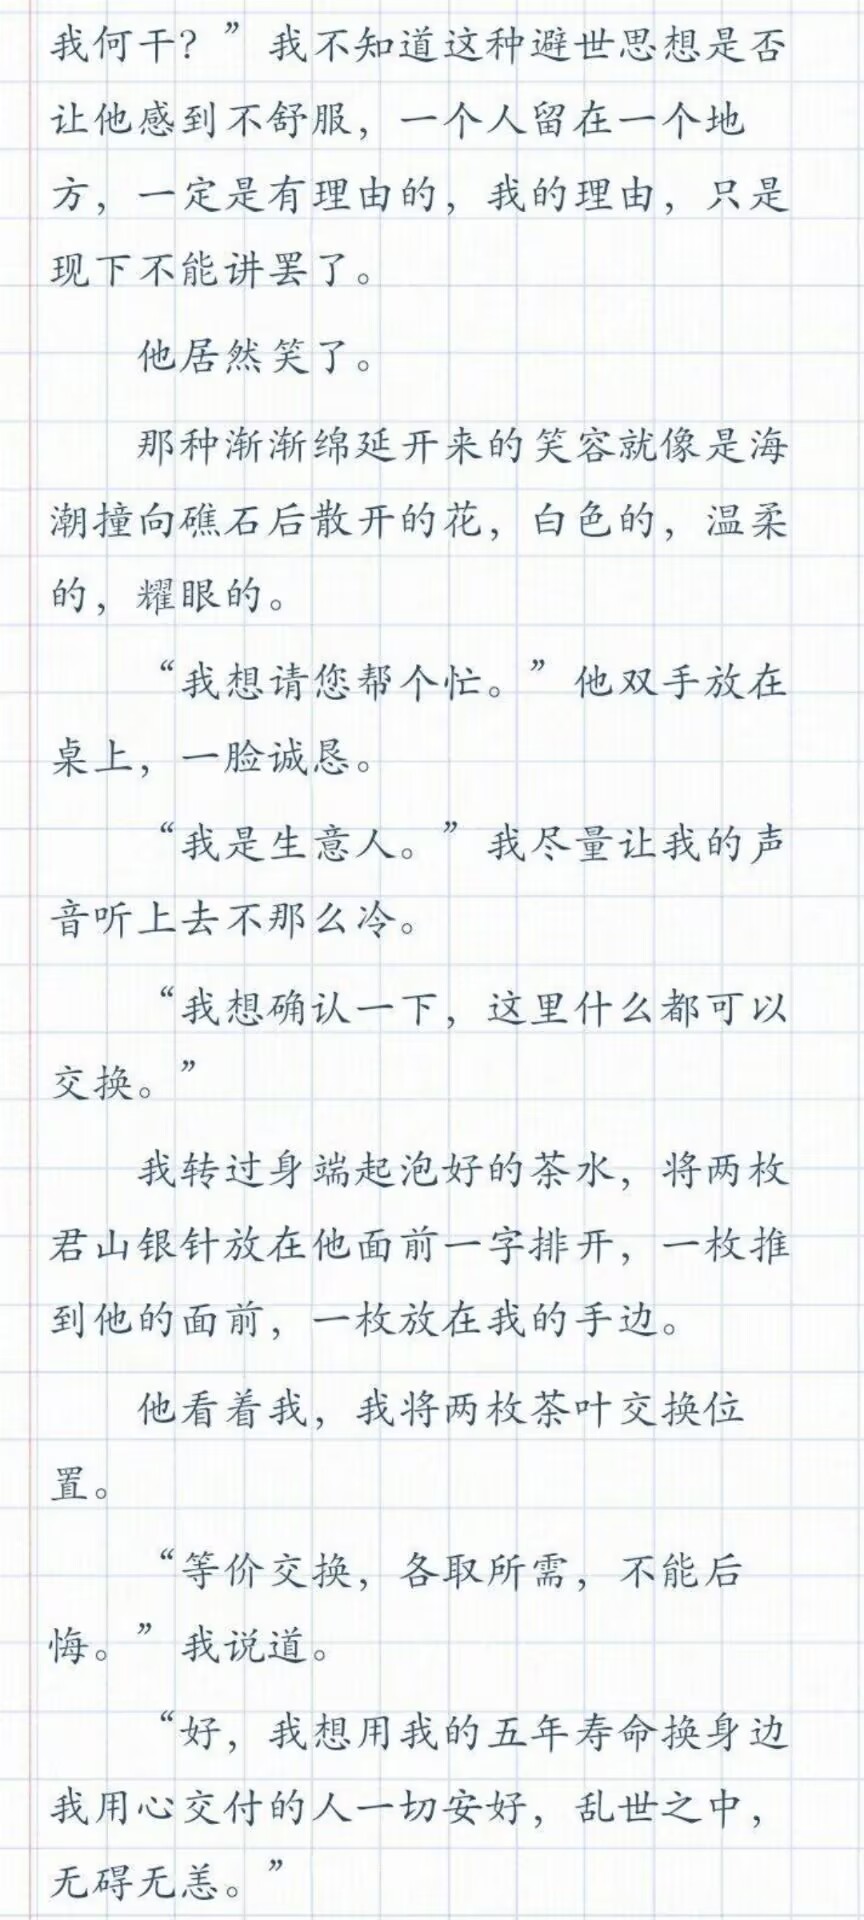 我何干？”我不知道这种避世思想是否
让他感到不舒服，一个人留在一个地
方，一定是有理由的，我的理由，只是
现下不能讲罢了。
他居然笑了。
那种渐渐绵延开来的笑容就像是海
潮撞向礁石后散开的花，白色的，温柔
的，耀眼的。
“我想请您帮个忙。”他双手放在
桌上，一脸诚恳。
“我是生意人。”我尽量让我的声
音听上去不那么冷。
“我想确认一下，这里什么都可以
交换。”
我转过身端起泡好的茶水，将两枚
君山银针放在他面前一字排开，一枚推
到他的面前，一枚放在我的手边。
他看着我，我将两枚茶叶交换位
置。
“等价交换，各取所需，不能后
悔。”我说道。
“好，我想用我的五年寿命换身边
我用心交付的人一切安好，乱世之中，
无碍无恙。”